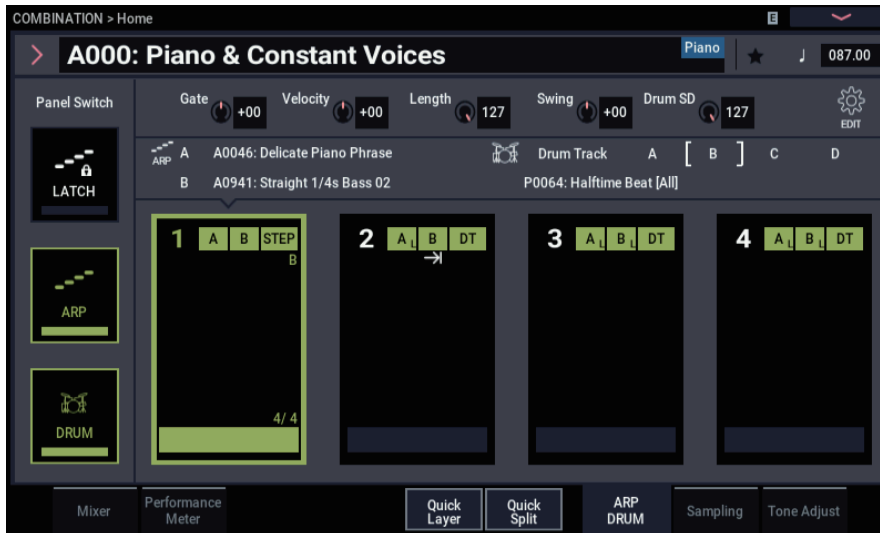 COMBINATION > Home E
A000: Piano & Constant Voices Piano ♩ 087.00
Panel Switch Gate +00 Velocity +00 Length 127 Swing +00 Drum SD 127 EDIT
ARP A A0046: Delicate Piano Phrase Drum Track A [ B ] C D
B A0941: Straight 1/4s Bass 02 P0064: Halftime Beat [All]
LATCH
1 A B STEP 2 A L B DT 3 A L B L DT 4 A L B L DT
B
ARP
4/ 4
DRUM
Mixer Performance Meter Quick Layer Quick Split ARP DRUM Sampling Tone Adjust